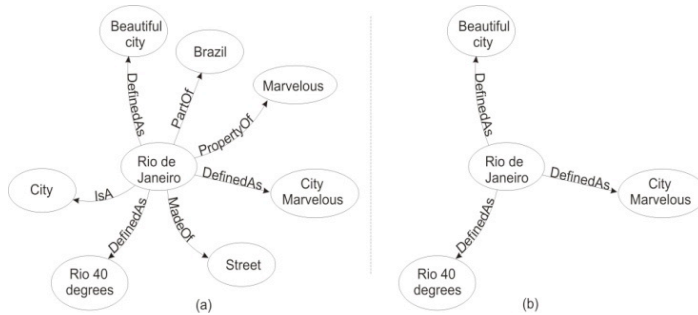 Beautiful
city
DefinedAs
Brazil
PartOf
Marvelous
PropertyOf
Rio de
Janeiro
DefinedAs
City
Marvelous
City
IsA
DefinedAs
MadeOf
Rio 40
degrees
Street
(a)
Beautiful
city
DefinedAs
Rio de
Janeiro
DefinedAs
City
Marvelous
DefinedAs
Rio 40
degrees
(b)